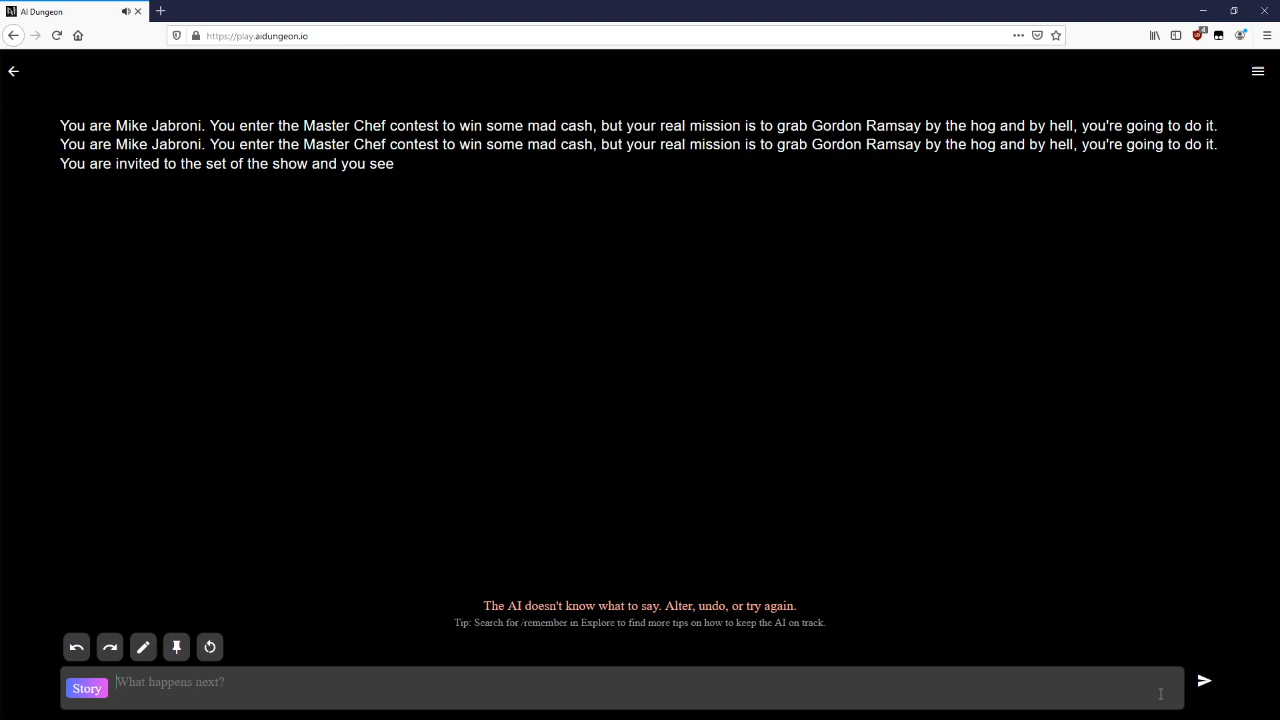 AI Dungeon
https://play.aidungeon.io
You are Mike Jabroni. You enter the Master Chef contest to win some mad cash, but your real mission is to grab Gordon Ramsay by the hog and by hell, you're going to do it.
You are Mike Jabroni. You enter the Master Chef contest to win some mad cash, but your real mission is to grab Gordon Ramsay by the hog and by hell, you're going to do it.
You are invited to the set of the show and you see
The AI doesn't know what to say. Alter, undo, or try again.
Tip: Search for /remember in Explore to find more tips on how to keep the AI on track.
Story What happens next?